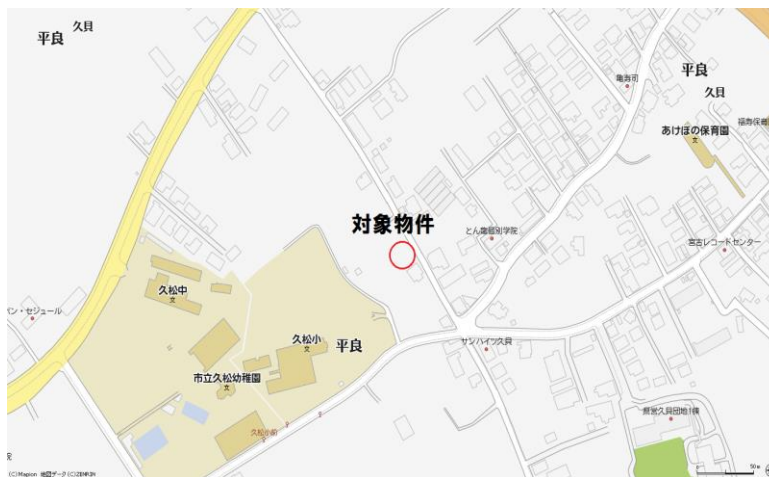 平良 久貝
亀寿司
平良
久貝
あけぼの保育園
福寿保育
対象物件
とん亀個別学院
宮古レコードセンター
久松中
パン・セジュール
久松小
平良
サンハイツ久貝
市立久松幼稚園
久松小前
県営久貝団地1棟
院
(C)Mapion 地図データ(C)ZENRIN
50m